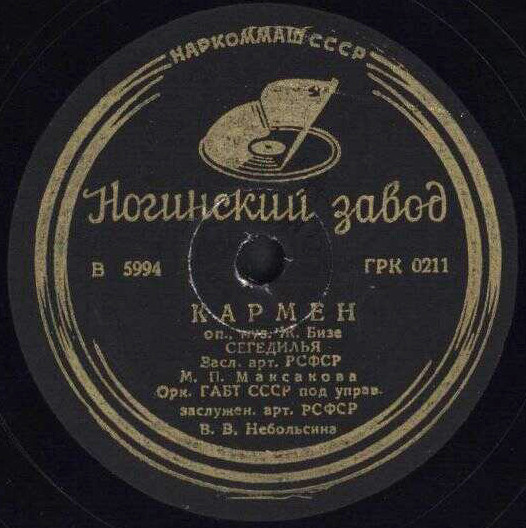 НАРКОММАШ СССР
Ногинский завод
В 5994 ГРК 0211
КАРМЕН
оп., муз. Ж. Бизе
СЕГЕДИЛЬЯ
Засл. арт. РСФСР
М. П. Максакова
Орк. ГАБТ СССР под управ.
заслужен. арт. РСФСР
В. В. Небольсина